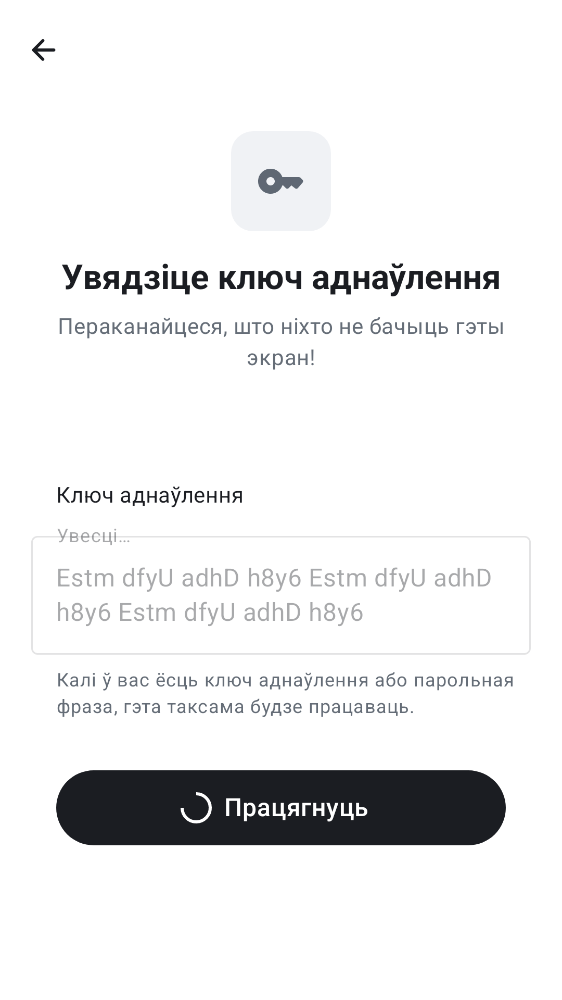 Увядзіце ключ аднаўлення
Пераканайцеся, што ніхто не бачыць гэты
экран!
Ключ аднаўлення
Увесці…
Estm dfyU adhD h8y6 Estm dfyU adhD
h8y6 Estm dfyU adhD h8y6
Калі ў вас ёсць ключ аднаўлення або парольная
фраза, гэта таксама будзе працаваць.
Працягнуць